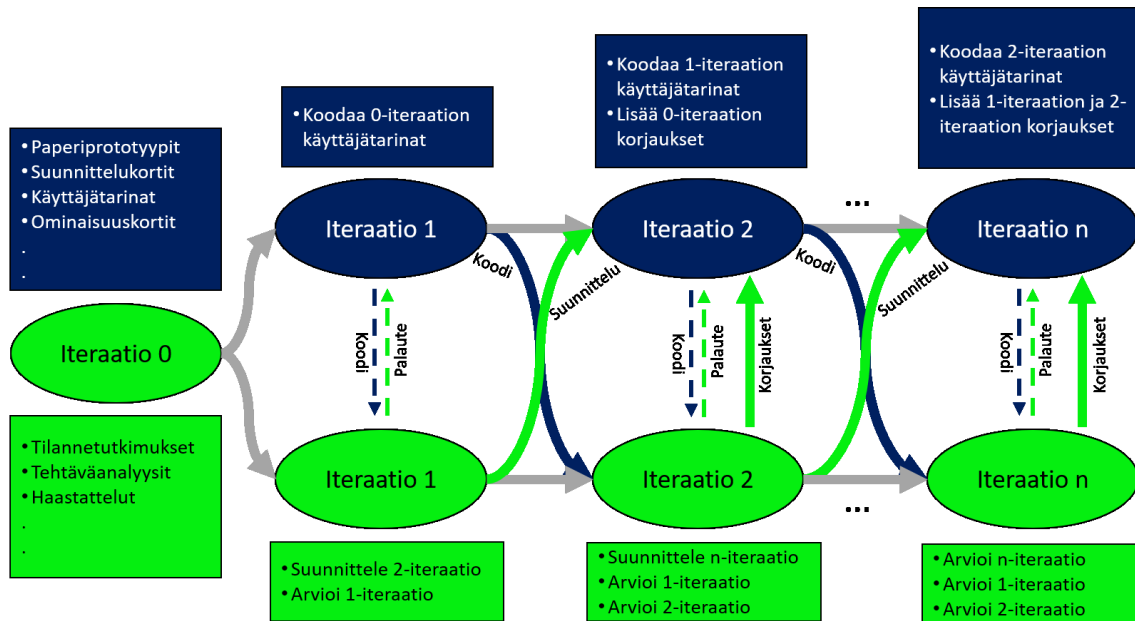 • Paperiprototyypit
• Suunnittelukortit
• Käyttäjätarinat
• Ominaisuuskortit
.
.
Iteraatio 0
• Tilannetutkimukset
• Tehtäväanalyysit
• Haastattelut
.
.
• Koodaa 0-iteraation
käyttäjätarinat
Iteraatio 1
Koodi
Suunnittelu
Koodi
Palaute
Iteraatio 1
• Suunnittele 2-iteraatio
• Arvioi 1-iteraatio
• Koodaa 1-iteraation
käyttäjätarinat
• Lisää 0-iteraation
korjaukset
Iteraatio 2
...
Koodi
Suunnittelu
Koodi
Palaute
Korjaukset
Iteraatio 2
...
• Suunnittele n-iteraatio
• Arvioi 1-iteraatio
• Arvioi 2-iteraatio
• Koodaa 2-iteraation
käyttäjätarinat
• Lisää 1-iteraation ja 2-
iteraation korjaukset
Iteraatio n
Koodi
Palaute
Korjaukset
Iteraatio n
• Arvioi n-iteraatio
• Arvioi 1-iteraatio
• Arvioi 2-iteraatio